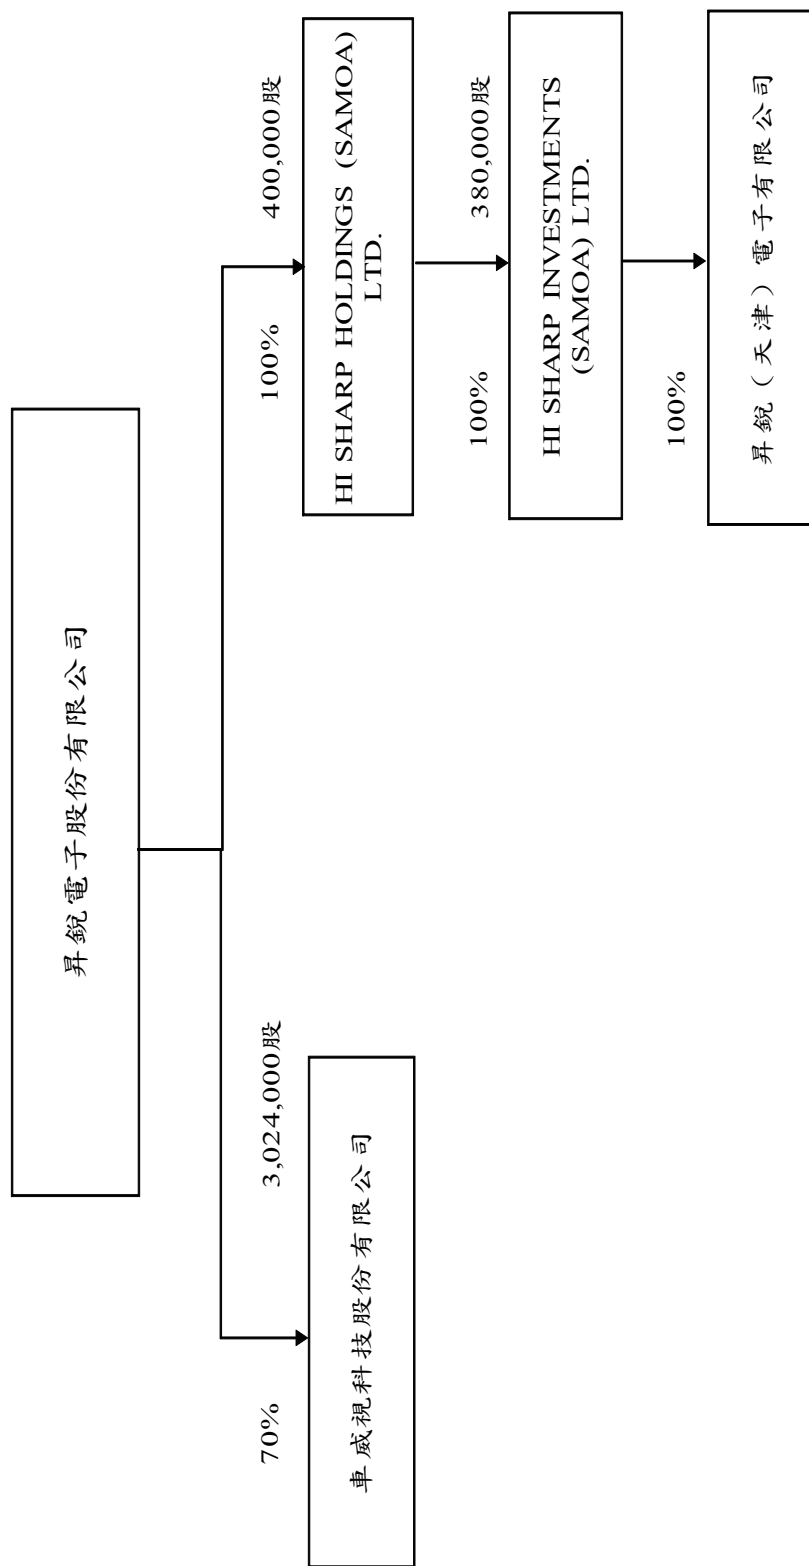 昇銳電子股份有限公司
70%
3,024,000股
100%
400,000股
車威視科技股份有限公司
HI SHARP HOLDINGS (SAMOA)
LTD.
100%
380,000股
HI SHARP INVESTMENTS
(SAMOA) LTD.
100%
昇銳（天津）電子有限公司